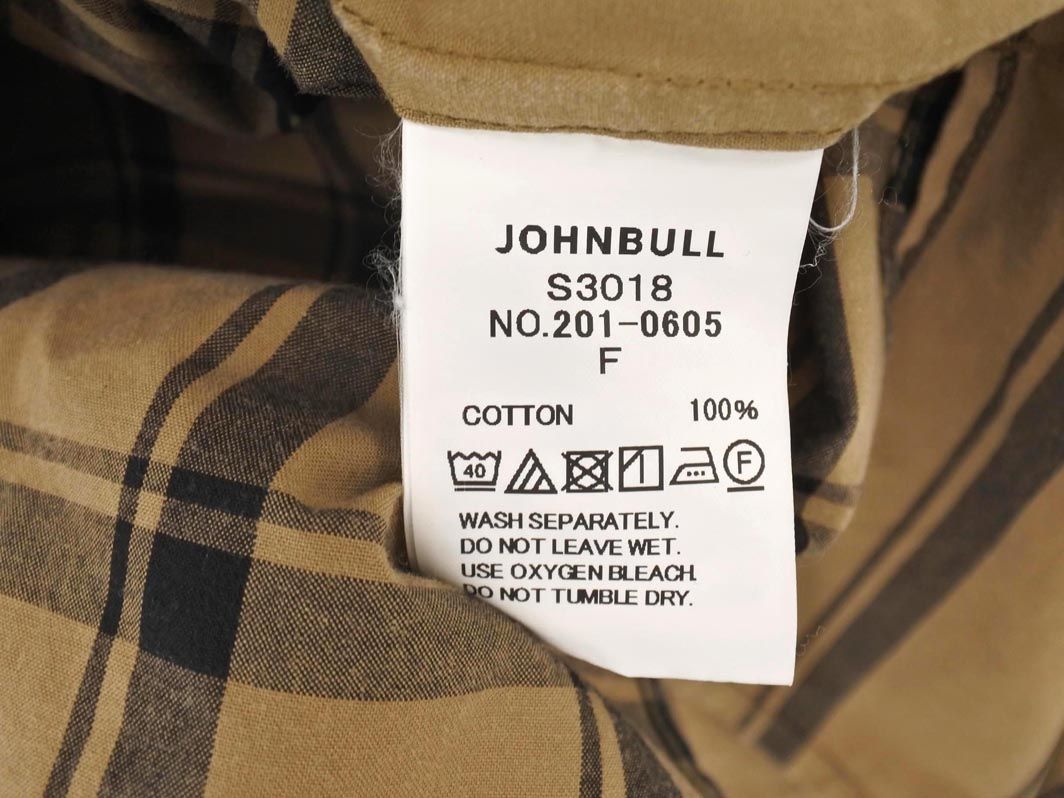 JOHNBULL
S3018
NO.201-0605
F
COTTON 100%
40 F
WASH SEPARATELY.
DO NOT LEAVE WET.
USE OXYGEN BLEACH.
DO NOT TUMBLE DRY.